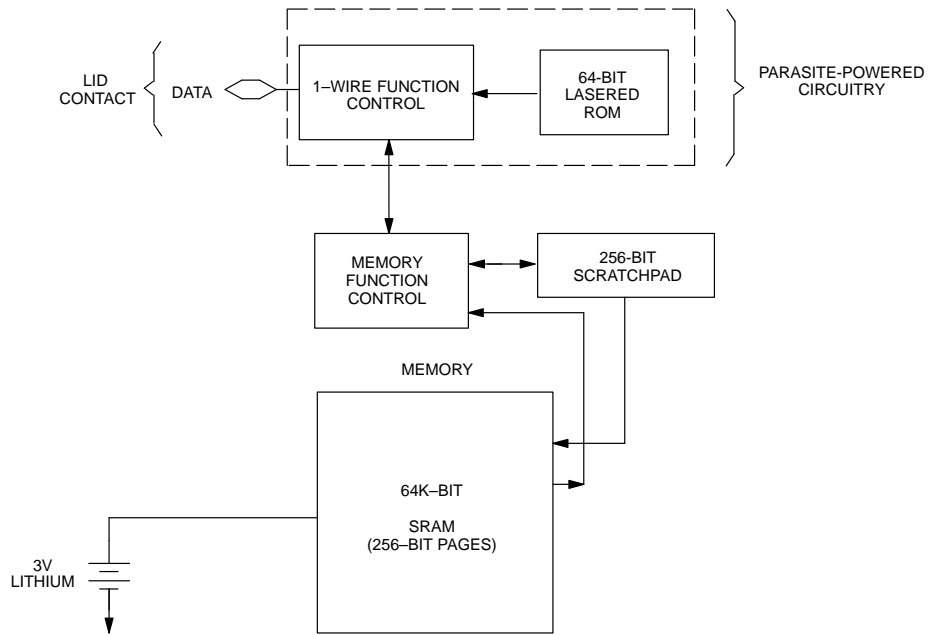 LID
CONTACT
DATA
1–WIRE FUNCTION
CONTROL
64-BIT
LASERED
ROM
PARASITE-POWERED
CIRCUITRY
MEMORY
FUNCTION
CONTROL
256-BIT
SCRATCHPAD
MEMORY
64K–BIT
SRAM
(256–BIT PAGES)
3V
LITHIUM